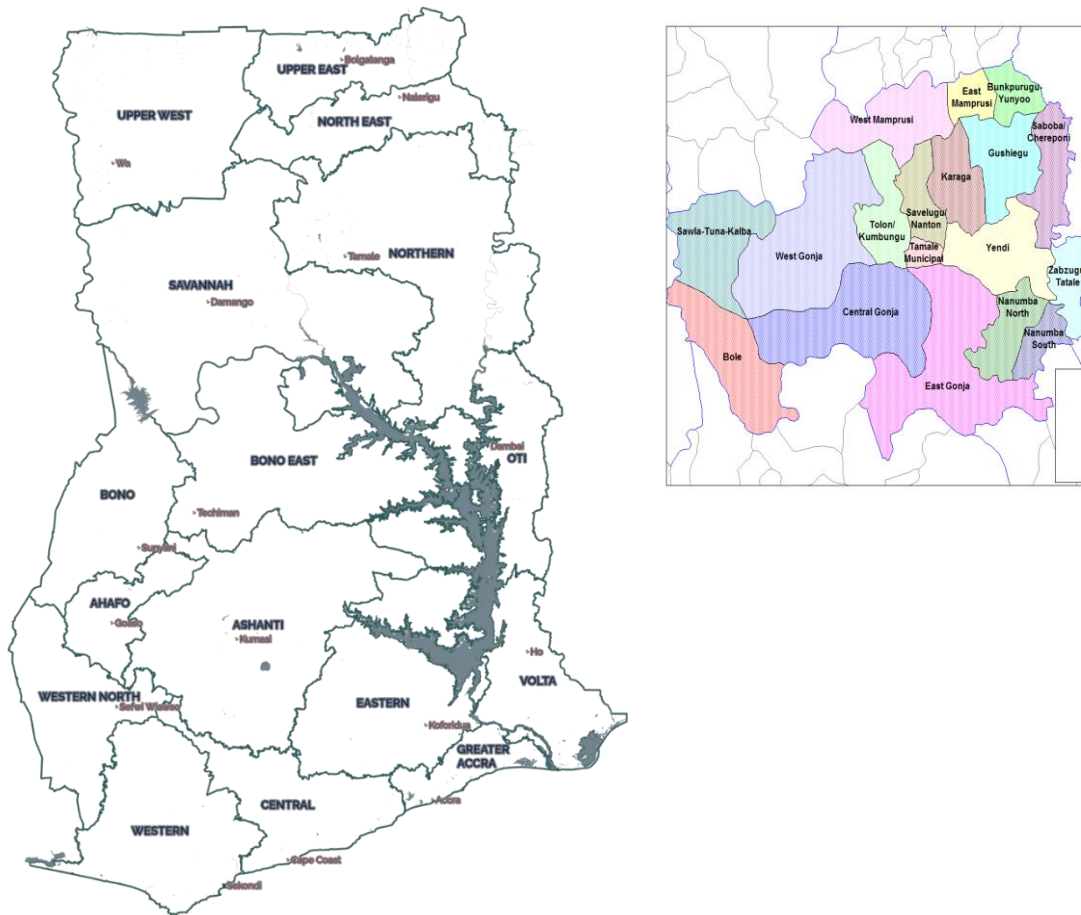 Bolgatanga
UPPER EAST
Nalerigu
UPPER WEST
NORTH EAST
Wa
Tamale
NORTHERN
SAVANNAH
Damango
Dambai
OTI
BONO EAST
BONO
Techiman
Sunyani
AHAFO
Goaso
ASHANTI
Kumasi
Ho
VOLTA
WESTERN NORTH
Sefwi Wiawso
EASTERN
Koforidua
GREATER
ACCRA
Accra
CENTRAL
WESTERN
Cape Coast
Sekondi
East
Mamprusi
Bunkpurugu-
Yunyoo
West Mamprusi
Saboba/
Chereponi
Gushiegu
Karaga
Sawla-Tuna-Kalba
Tolon/
Kumbungu
Savelugu/
Nanton
West Gonja
Tamale
Municipal
Yendi
Zabzugu
Tatale
Nanumba
North
Central Gonja
Nanumba
South
Bole
East Gonja